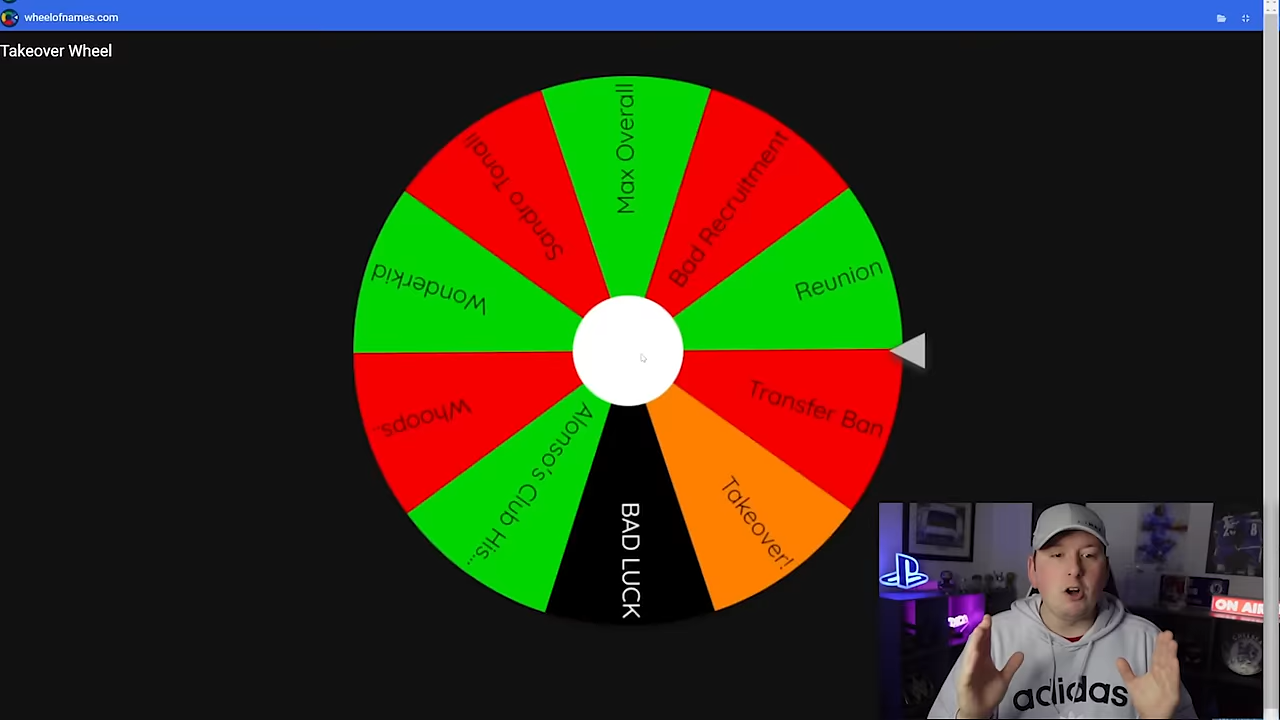 wheelofnames.com
Takeover Wheel
Max Overall
Bad Recruitment
Reunion
Transfer Ban
Takeover!
BAD LUCK
Alonso's Club His...
Whoops..
Wonderkid
Sandro Tonali
ON AIR
adidas